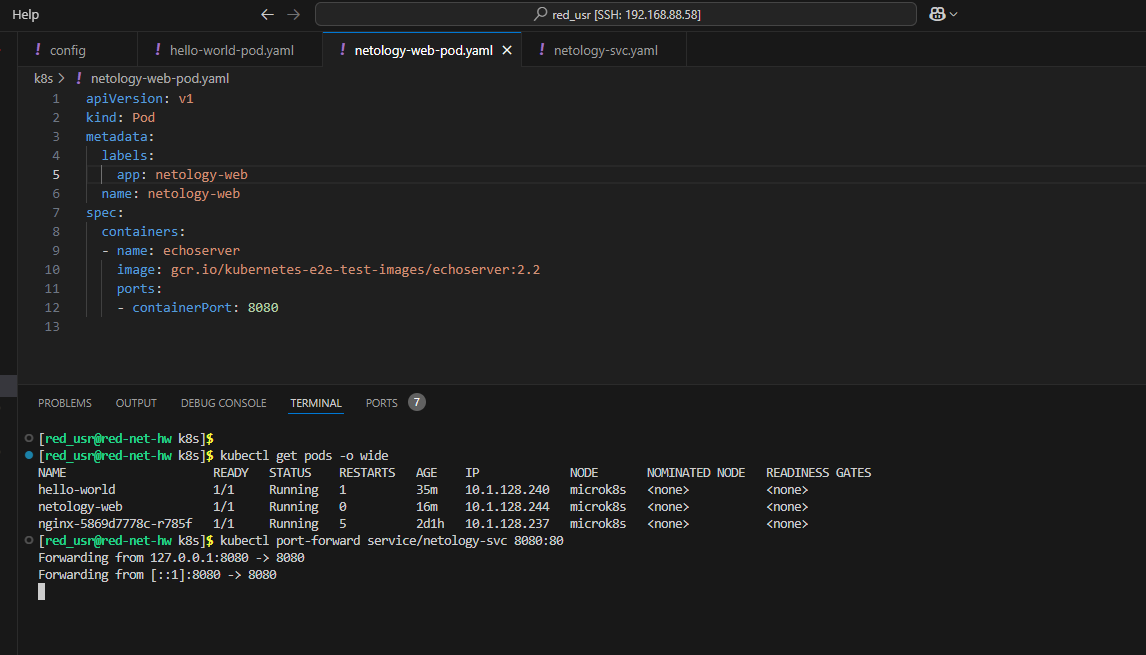 Help
red_usr [SSH: 192.168.88.58]
! config
! hello-world-pod.yaml
! netology-web-pod.yaml
! netology-svc.yaml
k8s > ! netology-web-pod.yaml
1 apiVersion: v1
2 kind: Pod
3 metadata:
4   labels:
5     app: netology-web
6   name: netology-web
7 spec:
8   containers:
9   - name: echoserver
10     image: gcr.io/kubernetes-e2e-test-images/echoserver:2.2
11     ports:
12     - containerPort: 8080
13
PROBLEMS OUTPUT DEBUG CONSOLE TERMINAL PORTS 7
[red_usr@red-net-hw k8s]$
[red_usr@red-net-hw k8s]$ kubectl get pods -o wide
NAME READY STATUS RESTARTS AGE IP NODE NOMINATED NODE READINESS GATES
hello-world 1/1 Running 1 35m 10.1.128.240 microk8s <none> <none>
netology-web 1/1 Running 0 16m 10.1.128.244 microk8s <none> <none>
nginx-5869d7778c-r785f 1/1 Running 5 2d1h 10.1.128.237 microk8s <none> <none>
[red_usr@red-net-hw k8s]$ kubectl port-forward service/netology-svc 8080:80
Forwarding from 127.0.0.1:8080 -> 8080
Forwarding from [::1]:8080 -> 8080